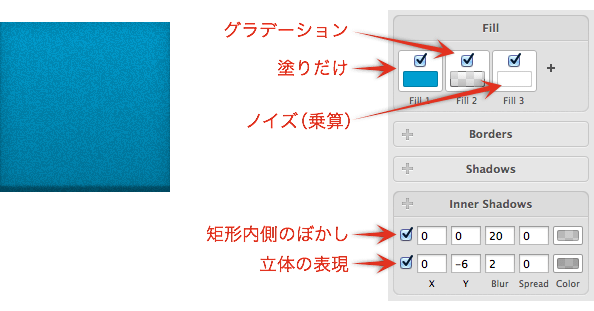 グラデーション
塗りだけ
ノイズ(乗算)
矩形内側のぼかし
立体の表現
Fill
Fill 1 Fill 2 Fill 3
Borders
Shadows
Inner Shadows
0 0 20 0
0 -6 2 0
X Y Blur Spread Color